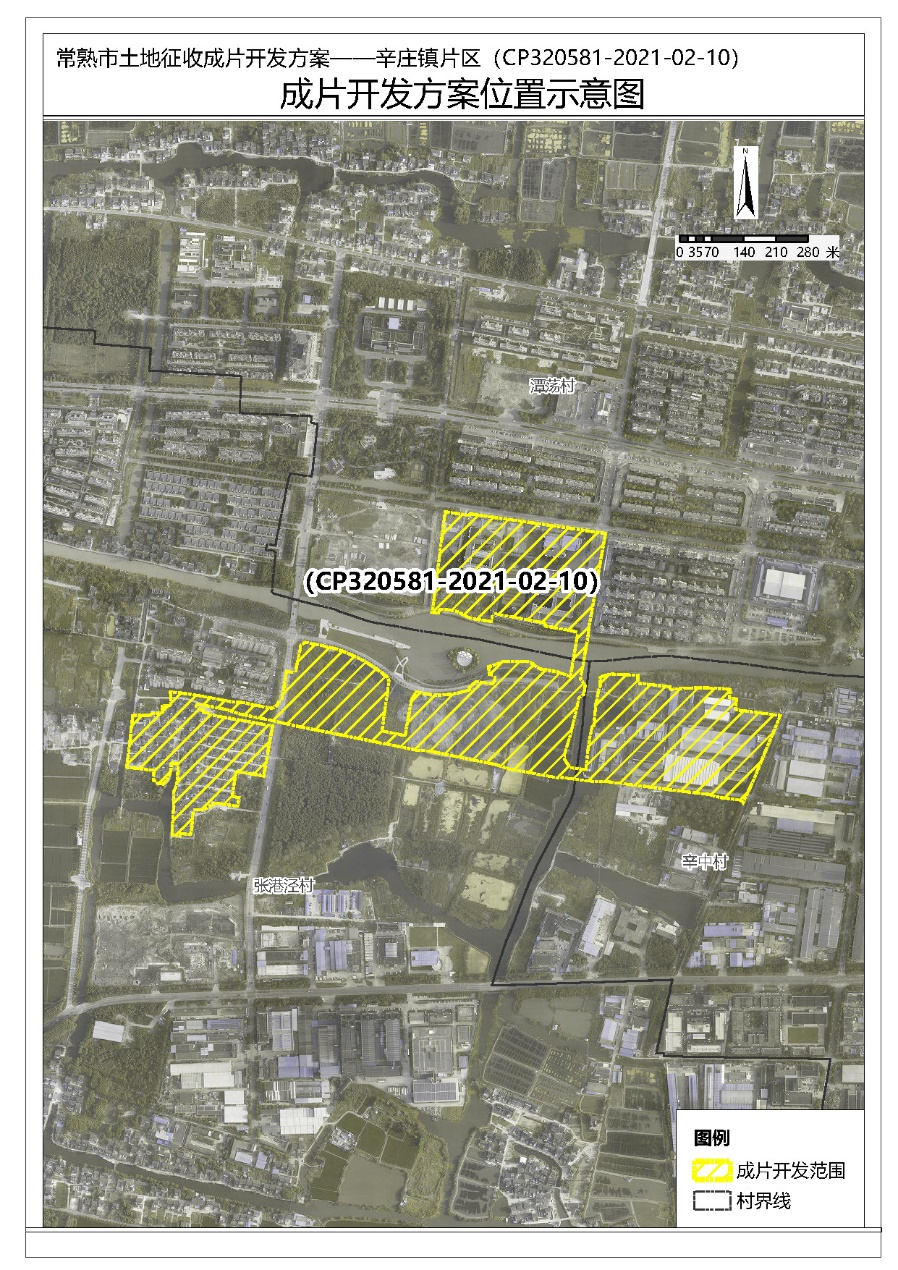 常熟市土地征收成片开发方案——辛庄镇片区（CP320581-2021-02-10）
成片开发方案位置示意图
N
0 3570 140 210 280 米
潭荡村
(CP320581-2021-02-10)
辛中村
张港泾村
图例
成片开发范围
村界线